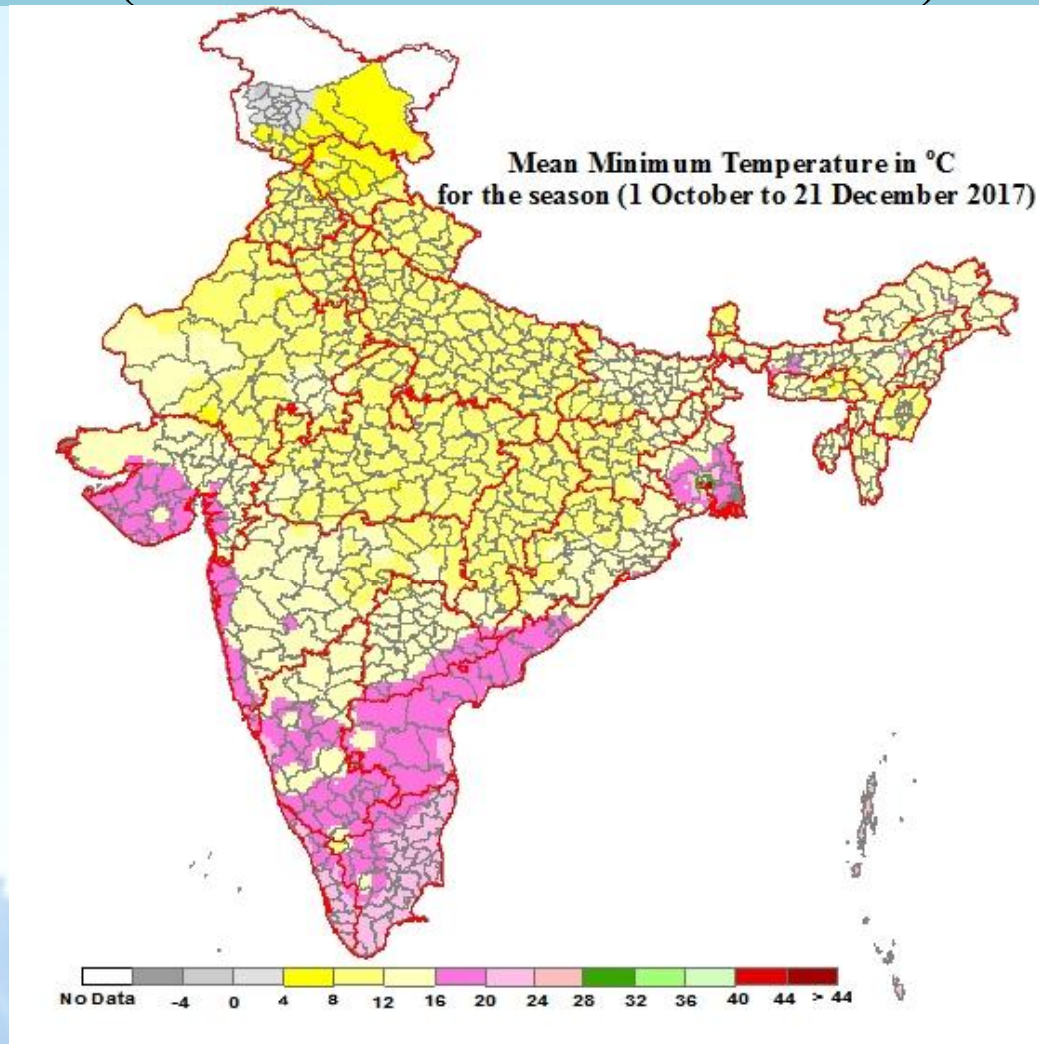 Mean Minimum Temperature in °C
for the season (1 October to 21 December 2017)
No Data -4 0 4 8 12 16 20 24 28 32 36 40 44 > 44